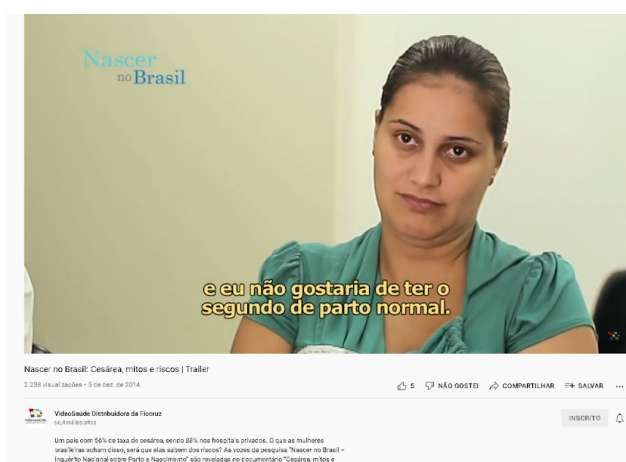 Nascer
no Brasil
e eu não gostaria de ter o
segundo de parto normal.
Nascer no Brasil: Cesárea, mitos e riscos | Trailer
2.238 visualizações • 5 de dez. de 2014
5 NÃO GOSTEI COMPARTILHAR SALVAR ...
VideoSaúde Distribuidora da Fiocruz
INSCRITO
Um país com 56% de taxa de cesárea, sendo 88% nos hospitais privados. O que as mulheres
brasileiras acham disso, será que elas sabem dos riscos? As vozes da pesquisa "Nascer no Brasil –
Inquérito Nacional sobre Parto e Nascimento" são reveladas no documentário "Cesárea, mitos e